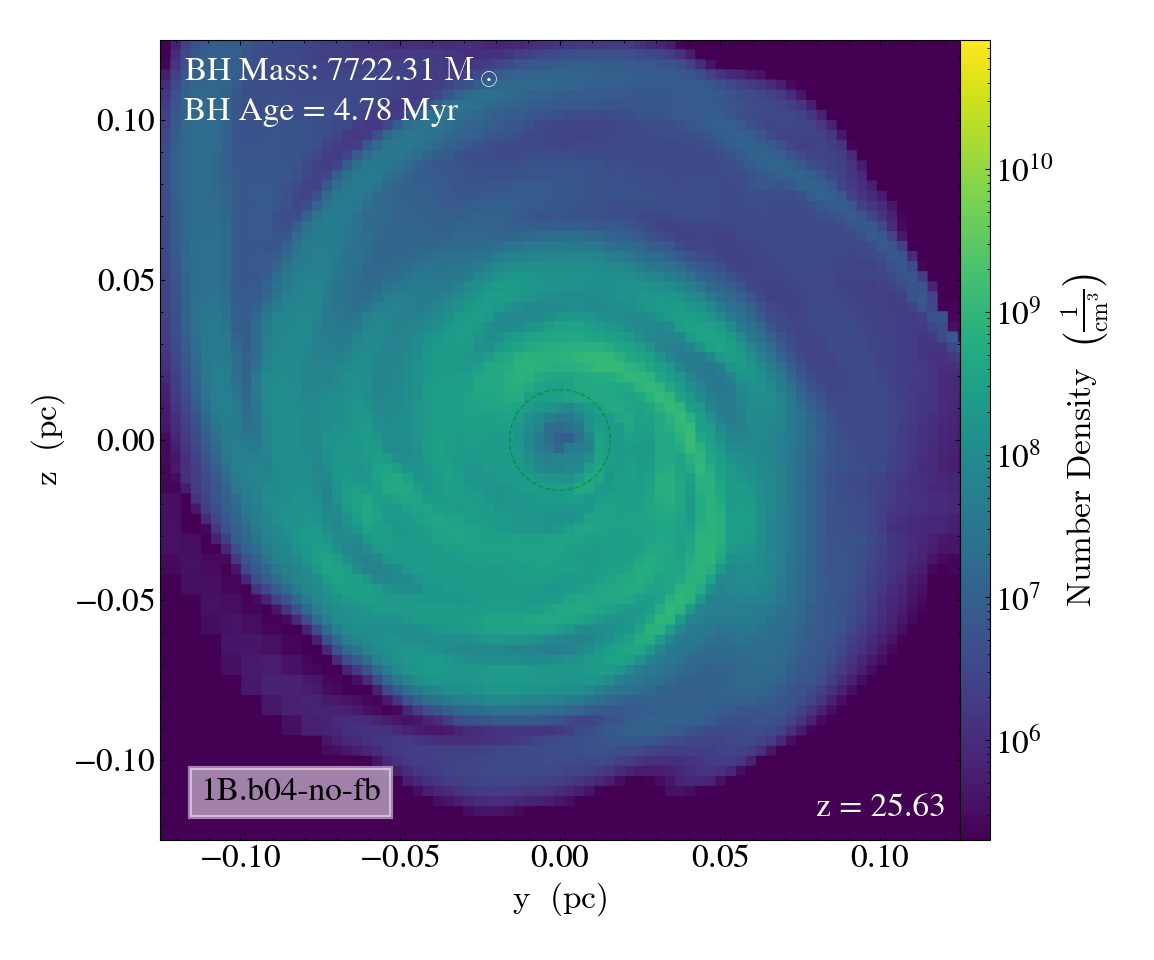 BH Mass: 7722.31 M⊙
BH Age = 4.78 Myr
1B.b04-no-fb
z = 25.63
0.10
0.05
0.00
−0.05
−0.10
z (pc)
−0.10 −0.05 0.00 0.05 0.10
y (pc)
10¹⁰
10⁹
10⁸
10⁷
10⁶
Number Density (1/cm³)